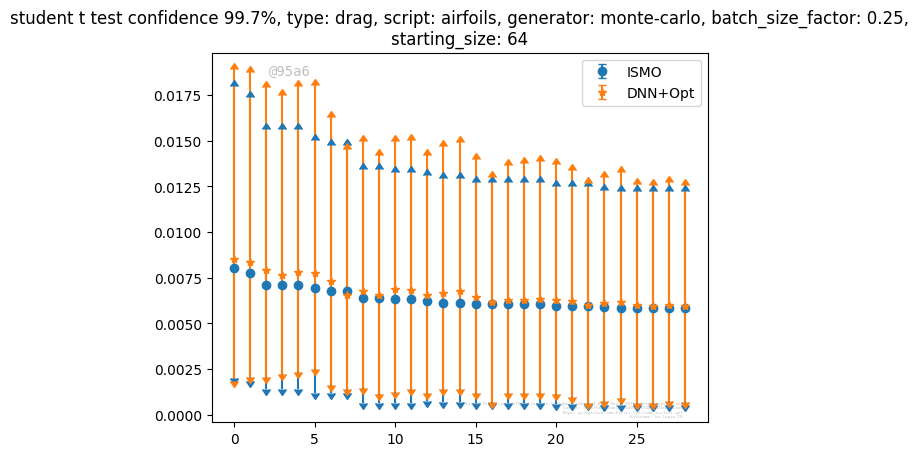 student t test confidence 99.7%, type: drag, script: airfoils, generator: monte-carlo, batch_size_factor: 0.25,
starting_size: 64
@95a6
ISMO
DNN+Opt
0.0175
0.0150
0.0125
0.0100
0.0075
0.0050
0.0025
0.0000
0 5 10 15 20 25